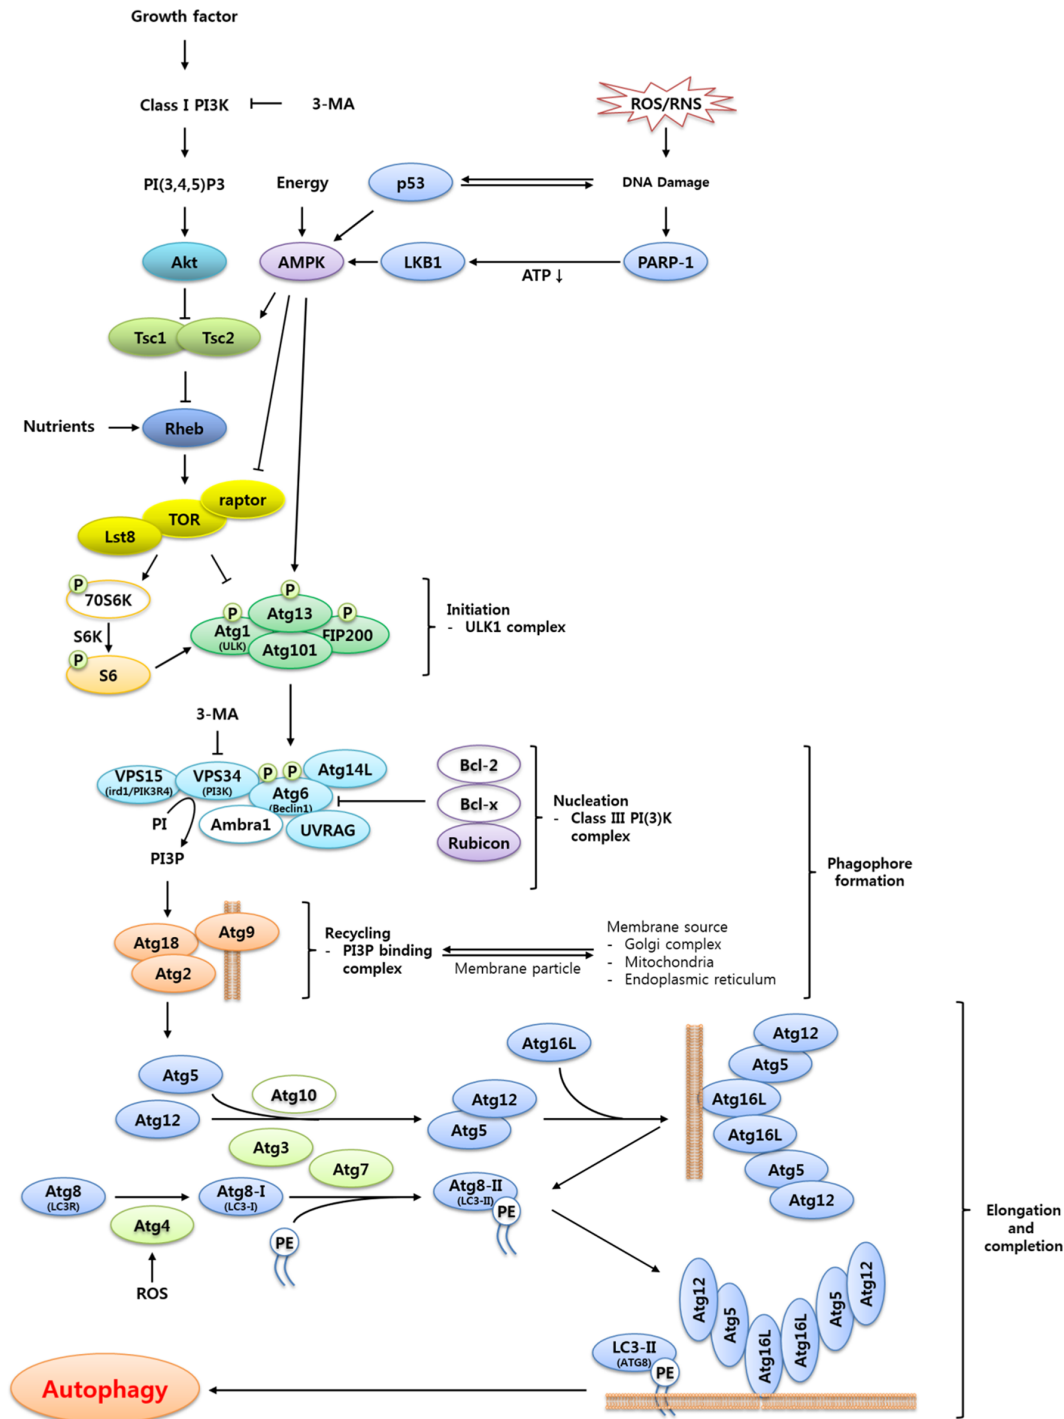 Growth factor
Class I PI3K
3-MA
ROS/RNS
PI(3,4,5)P3
Energy
p53
DNA Damage
Akt
AMPK
LKB1
ATP ↓
PARP-1
Tsc1
Tsc2
Nutrients
Rheb
raptor
TOR
Lst8
P
70S6K
S6K
P
S6
P
Atg13
P
P
Atg1
(ULK)
FIP200
Atg101
Initiation
- ULK1 complex
3-MA
VPS15
(ird1/PIK3R4)
VPS34
(PI3K)
P
P
Atg14L
Atg6
(Beclin1)
Ambra1
UVRAG
PI
PI3P
Bcl-2
Bcl-x
Rubicon
Nucleation
- Class III PI(3)K
complex
Phagophore
formation
Atg18
Atg9
Atg2
Recycling
- PI3P binding
complex
Membrane particle
Membrane source
- Golgi complex
- Mitochondria
- Endoplasmic reticulum
Atg5
Atg12
Atg10
Atg3
Atg7
Atg12
Atg5
Atg16L
Atg12
Atg5
Atg16L
Atg16L
Atg5
Atg12
Atg8
(LC3R)
Atg8-I
(LC3-I)
Atg8-II
(LC3-II)
PE
Atg4
PE
ROS
Elongation
and
completion
Atg12
Atg5
Atg16L
Atg16L
Atg5
Atg12
LC3-II
(ATG8)
PE
Autophagy